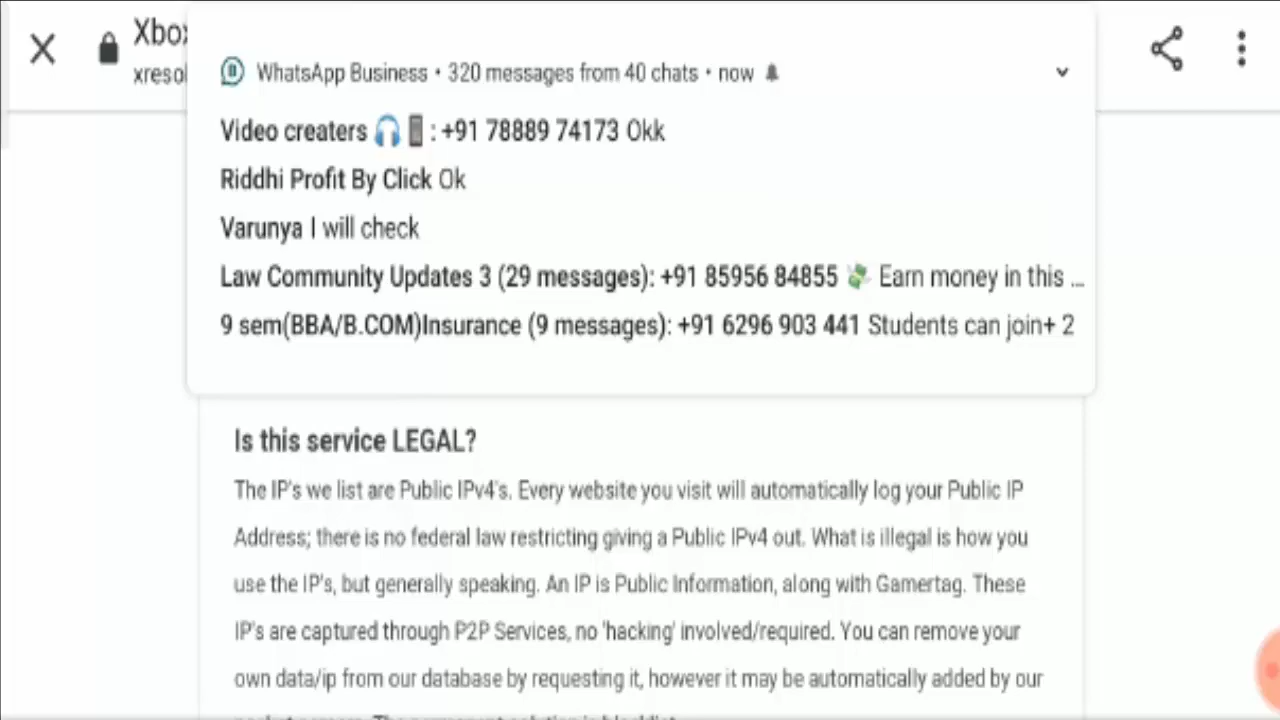 Xbox
xresol
WhatsApp Business • 320 messages from 40 chats • now
Video creaters 🎧📱: +91 78889 74173 Okk
Riddhi Profit By Click Ok
Varunya I will check
Law Community Updates 3 (29 messages): +91 85956 84855 💸 Earn money in this ...
9 sem(BBA/B.COM)Insurance (9 messages): +91 6296 903 441 Students can join+ 2
Is this service LEGAL?
The IP's we list are Public IPv4's. Every website you visit will automatically log your Public IP
Address; there is no federal law restricting giving a Public IPv4 out. What is illegal is how you
use the IP's, but generally speaking. An IP is Public Information, along with Gamertag. These
IP's are captured through P2P Services, no 'hacking' involved/required. You can remove your
own data/ip from our database by requesting it, however it may be automatically added by our